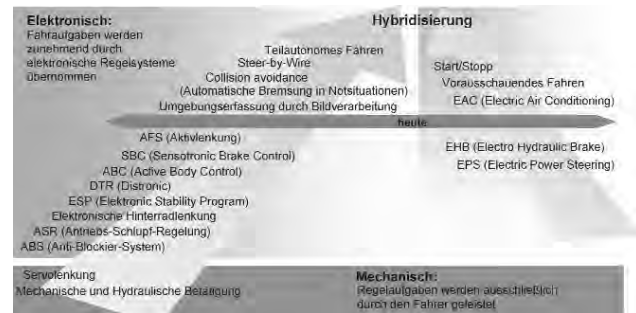 Elektronisch:
Fahraufgaben werden
zunehmend durch
elektronische Regelsysteme
übernommen
Hybridisierung
Teilautonomes Fahren
Steer-by-Wire
Collision avoidance
(Automatische Bremsung in Notsituationen)
Umgebungserfassung durch Bildverarbeitung
Start/Stopp
Vorausschauendes Fahren
EAC (Electric Air Conditioning)
heute
AFS (Aktivlenkung)
SBC (Sensotronic Brake Control)
ABC (Active Body Control)
DTR (Distronic)
ESP (Elektronic Stability Program)
Elektronische Hinterradlenkung
ASR (Antriebs-Schlupf-Regelung)
ABS (Anti-Blockier-System)
EHB (Electro Hydraulic Brake)
EPS (Electric Power Steering)
Servolenkung
Mechanische und Hydraulische Betätigung
Mechanisch:
Regelaufgaben werden ausschließlich
durch den Fahrer geleistet